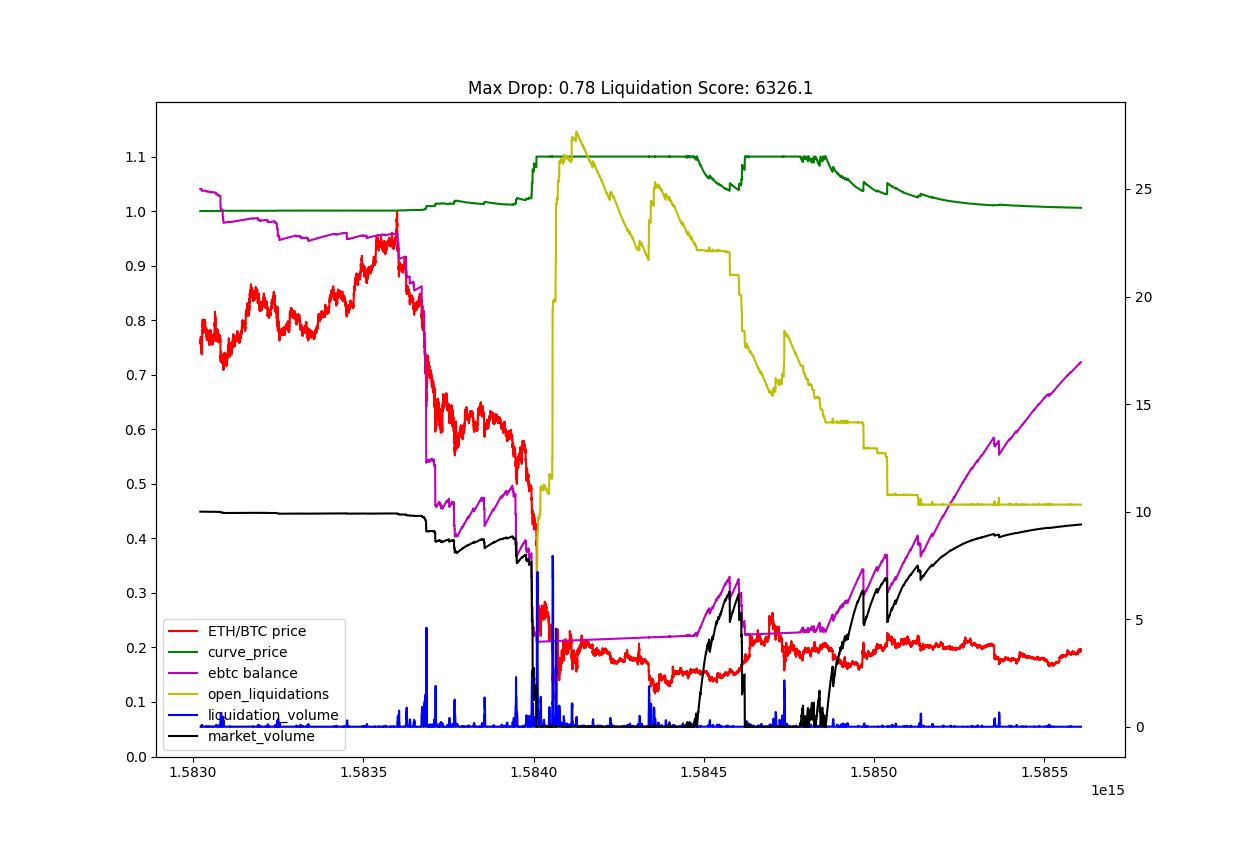 Max Drop: 0.78 Liquidation Score: 6326.1
1.1
1.0
0.9
0.8
0.7
0.6
0.5
0.4
0.3
0.2
0.1
0.0
25
20
15
10
5
0
ETH/BTC price
curve_price
ebtc balance
open_liquidations
liquidation_volume
market_volume
1.5830 1.5835 1.5840 1.5845 1.5850 1.5855
1e15